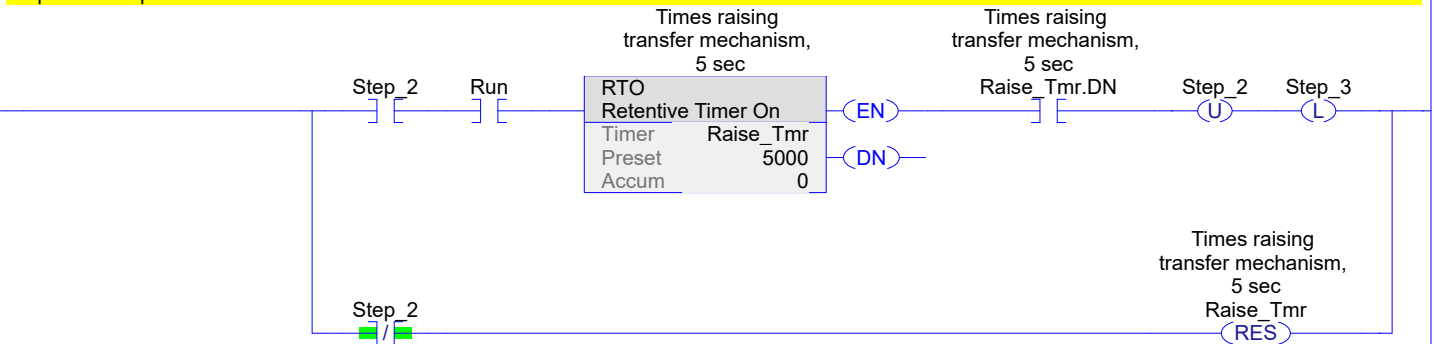 Times raising
transfer mechanism,
5 sec
Times raising
transfer mechanism,
5 sec
Step_2
Run
RTO
Retentive Timer On
Timer Raise_Tmr
Preset 5000
Accum 0
EN
DN
Raise_Tmr.DN
Step_2
U
Step_3
L
Times raising
transfer mechanism,
5 sec
Raise_Tmr
Step_2
/
RES